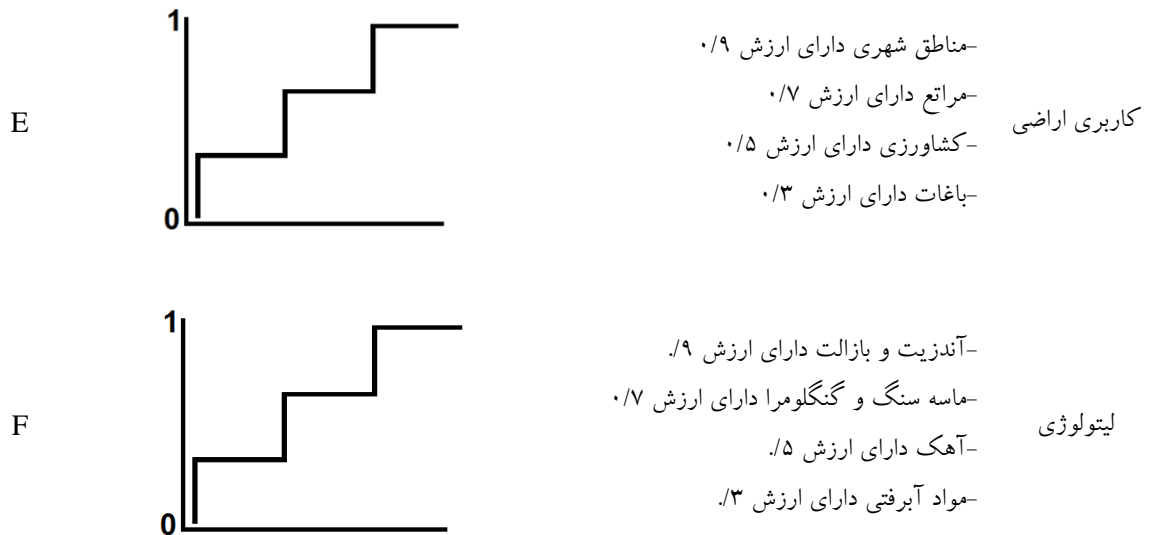 کاربری اراضی
-مناطق شهری دارای ارزش ۰/۹
-مراتع دارای ارزش ۰/۷
-کشاورزی دارای ارزش ۰/۵
-باغات دارای ارزش ۰/۳
1
0
E
لیتولوژی
-آندزیت و بازالت دارای ارزش ۹/.
-ماسه سنگ و گنگلومرا دارای ارزش ۰/۷
-آهک دارای ارزش ۵/.
-مواد آبرفتی دارای ارزش ۳/.
1
0
F